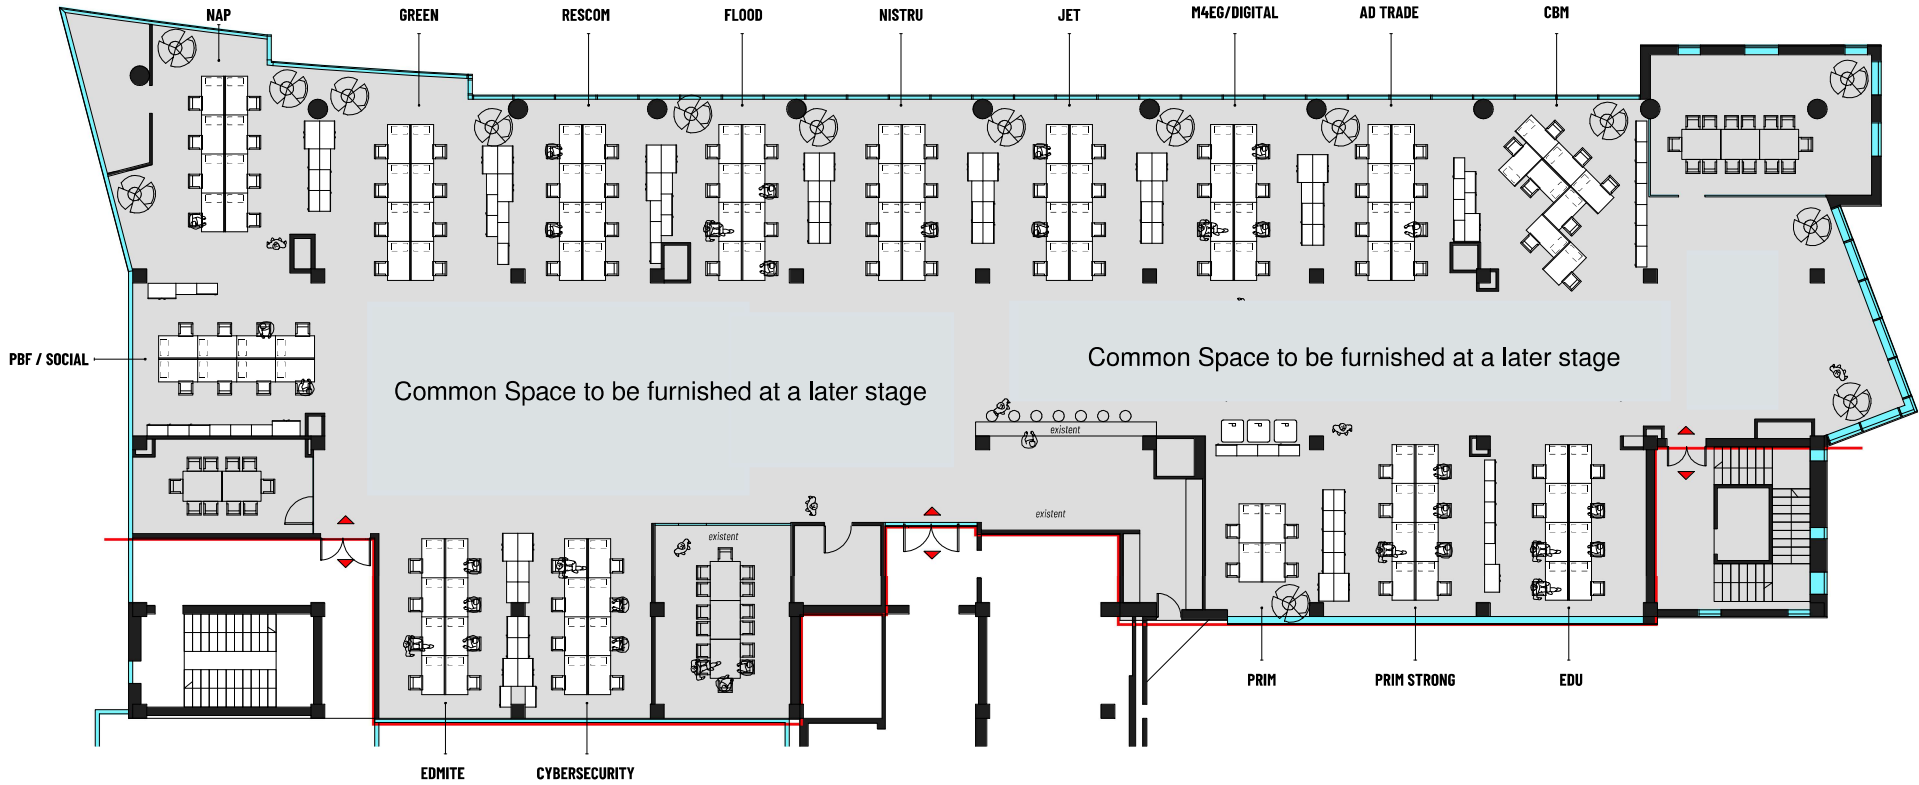 NAP
GREEN
RESCOM
FLOOD
NISTRU
JET
M4EG/DIGITAL
AD TRADE
CBM
PBF / SOCIAL
Common Space to be furnished at a later stage
Common Space to be furnished at a later stage
existent
existent
existent
PRIM
PRIM STRONG
EDU
EDMITE
CYBERSECURITY